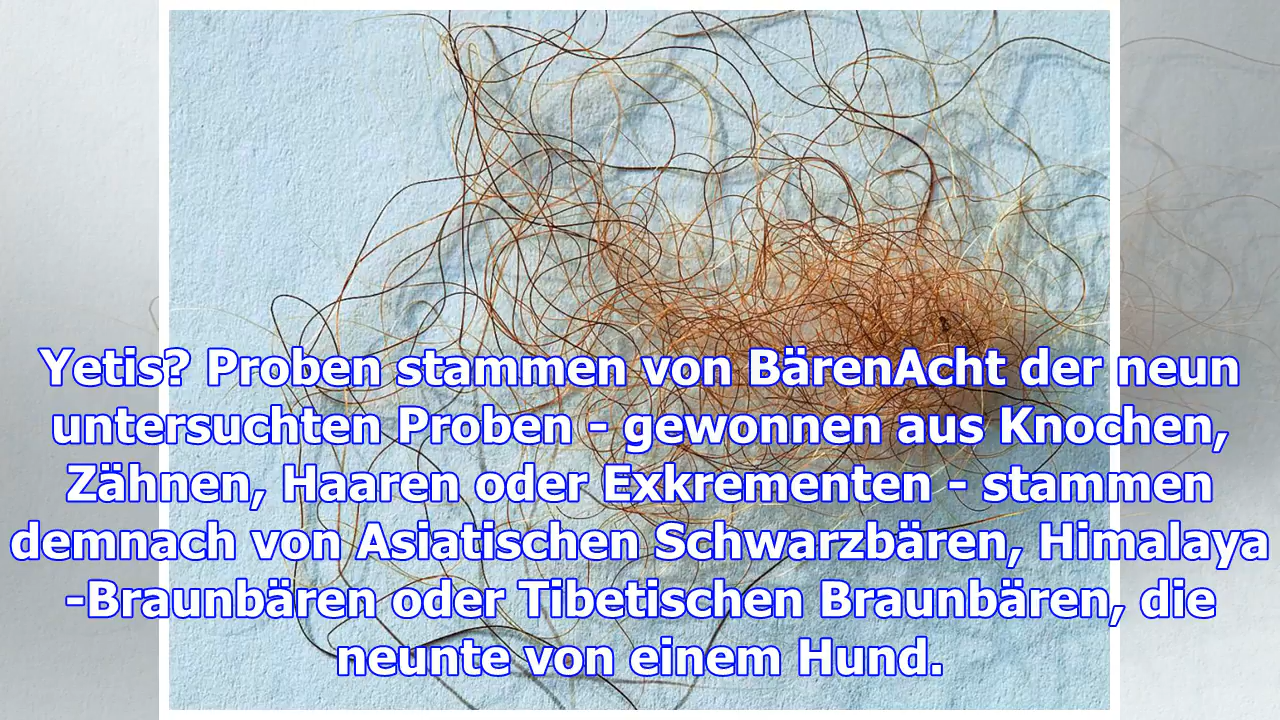 Yetis? Proben stammen von BärenAcht der neun
untersuchten Proben - gewonnen aus Knochen,
Zähnen, Haaren oder Exkrementen - stammen
demnach von Asiatischen Schwarzbären, Himalaya
-Braunbären oder Tibetischen Braunbären, die
neunte von einem Hund.